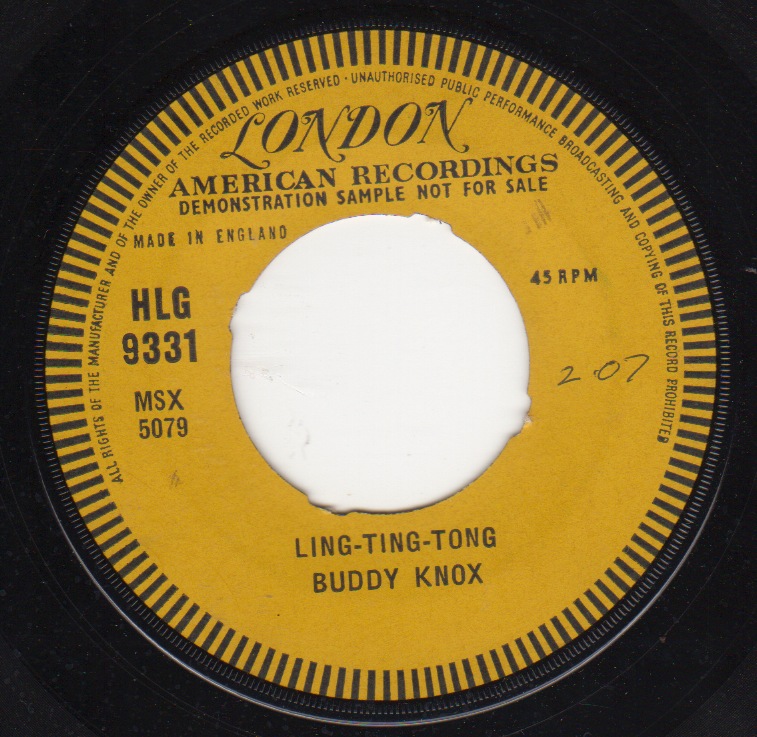 ALL RIGHTS OF THE MANUFACTURER AND OF THE OWNER OF THE RECORDED WORK RESERVED · UNAUTHORISED PUBLIC PERFORMANCE BROADCASTING AND COPYING OF THIS RECORD PROHIBITED
LONDON
AMERICAN RECORDINGS
DEMONSTRATION SAMPLE NOT FOR SALE
MADE IN ENGLAND
45 RPM
HLG
9331
2.07
MSX
5079
LING-TING-TONG
BUDDY KNOX